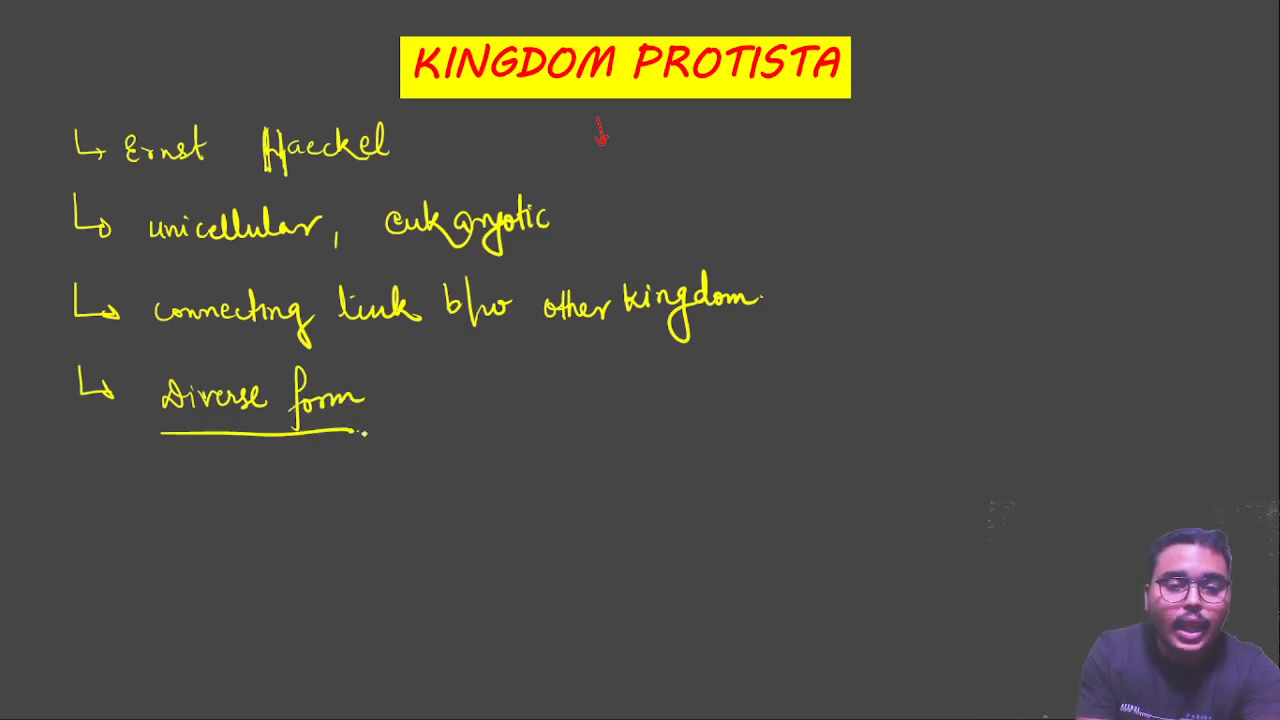 KINGDOM PROTISTA
↳ Ernst Haeckel
↳ unicellular, eukaryotic
↳ connecting link b/w other kingdom.
↳ Diverse form